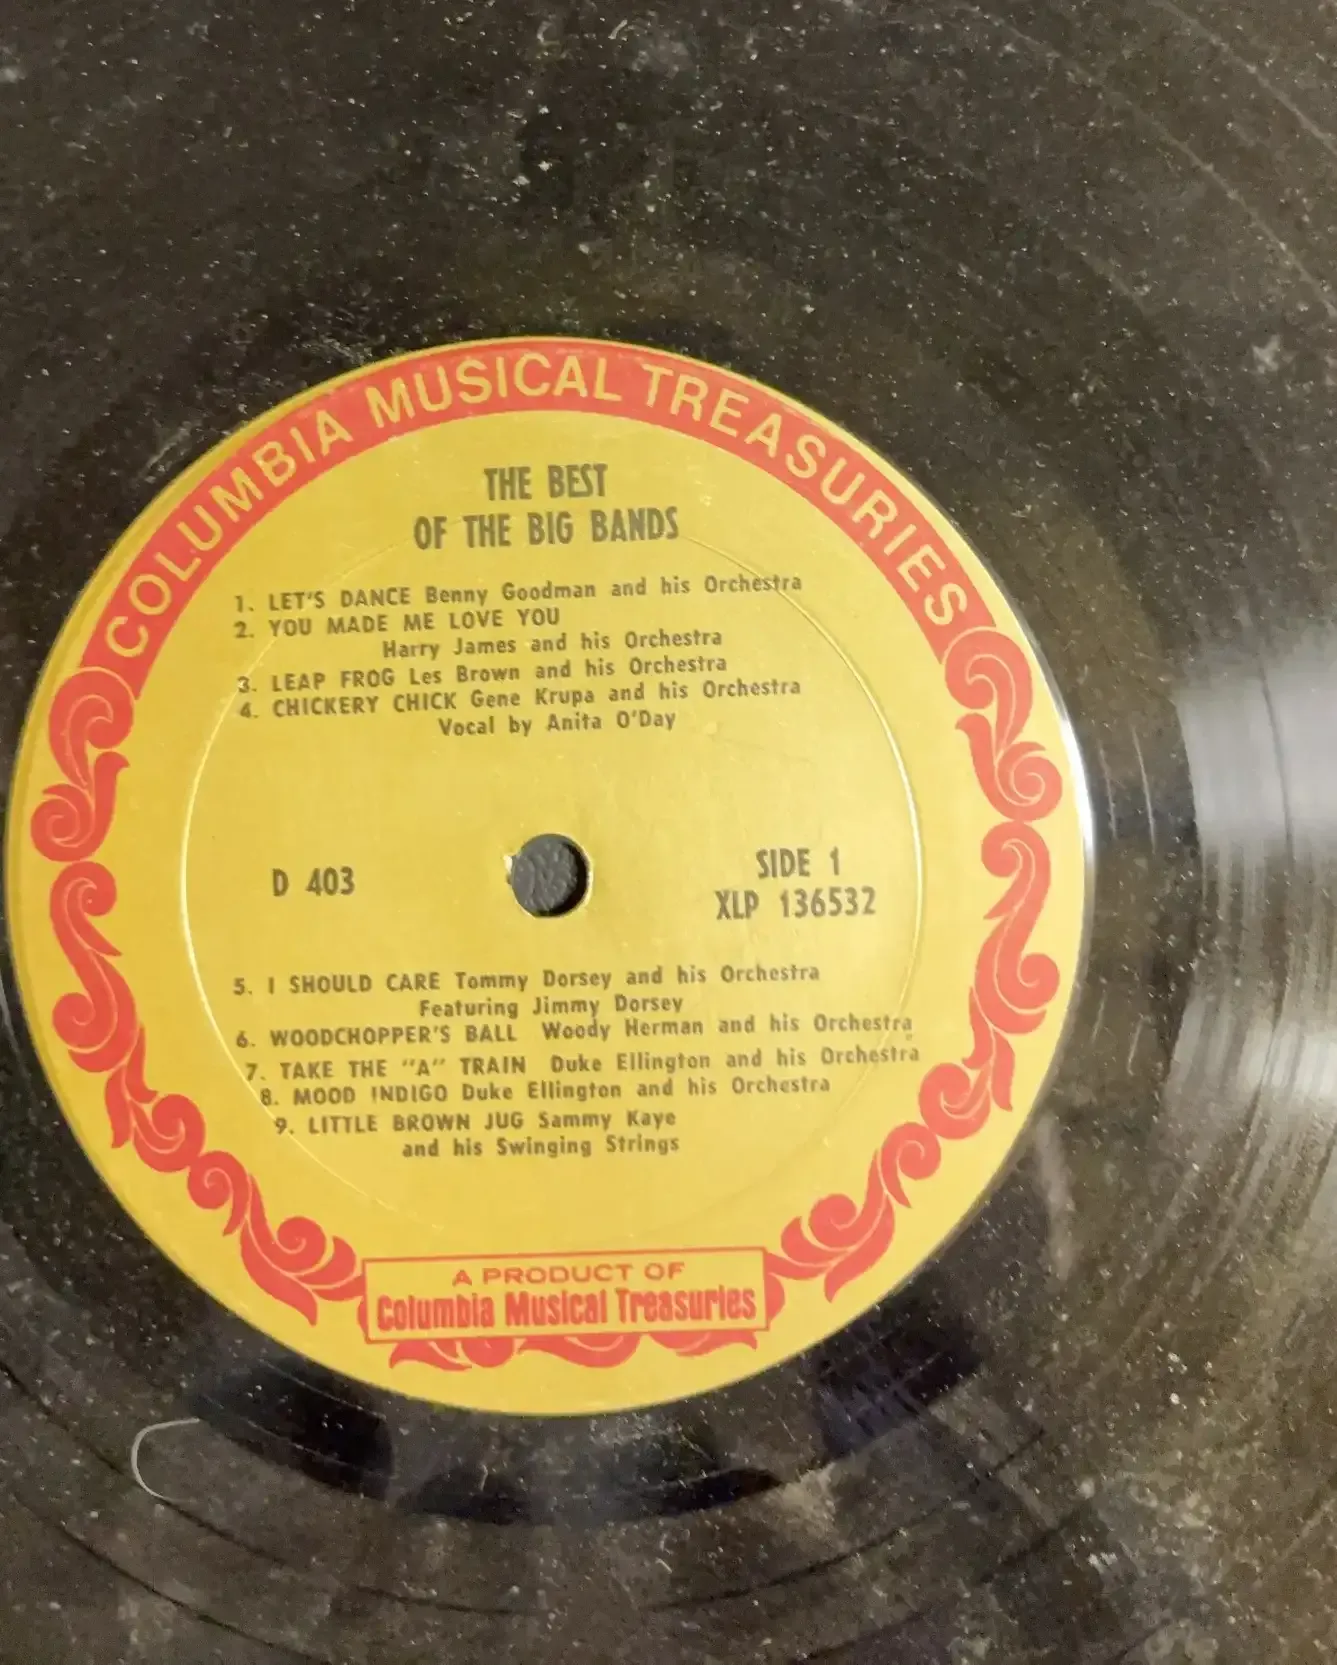 COLUMBIA MUSICAL TREASURIES
THE BEST
OF THE BIG BANDS
1. LET'S DANCE Benny Goodman and his Orchestra
2. YOU MADE ME LOVE YOU
Harry James and his Orchestra
3. LEAP FROG Les Brown and his Orchestra
4. CHICKERY CHICK Gene Krupa and his Orchestra
Vocal by Anita O'Day
D 403
SIDE 1
XLP 136532
5. I SHOULD CARE Tommy Dorsey and his Orchestra
Featuring Jimmy Dorsey
6. WOODCHOPPER'S BALL Woody Herman and his Orchestra
7. TAKE THE "A" TRAIN Duke Ellington and his Orchestra
8. MOOD INDIGO Duke Ellington and his Orchestra
9. LITTLE BROWN JUG Sammy Kaye
and his Swinging Strings
A PRODUCT OF
Columbia Musical Treasuries